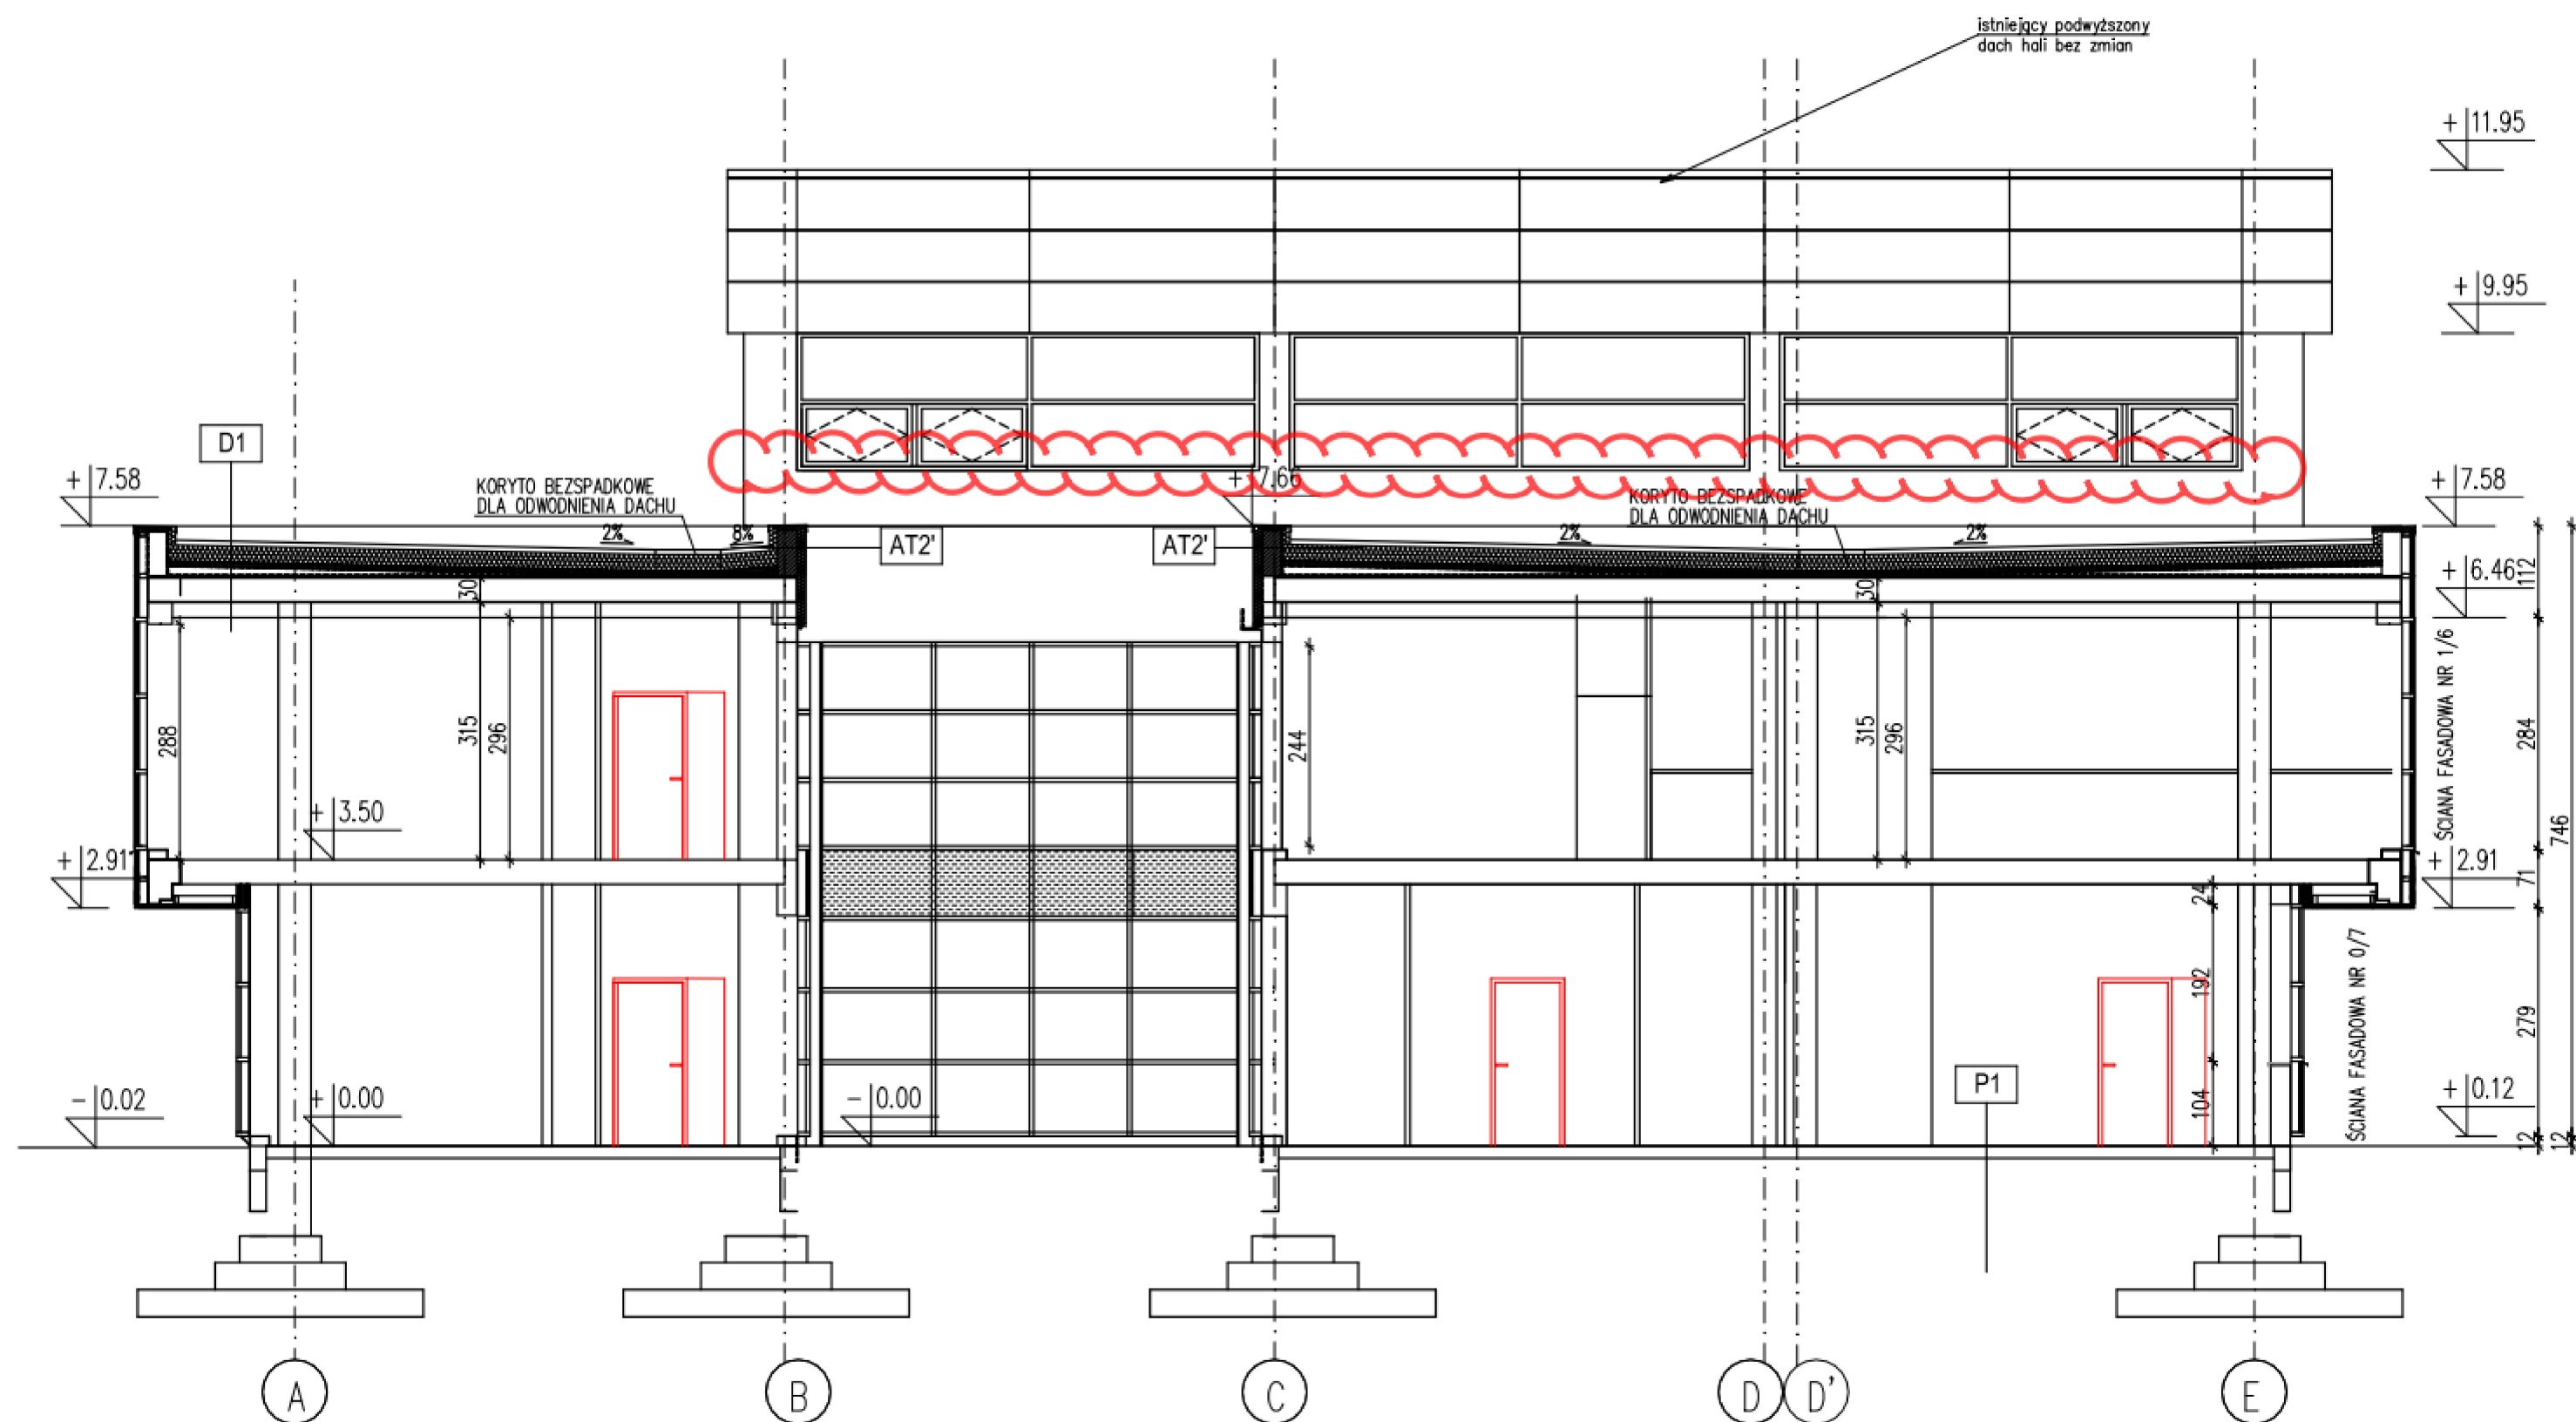 istniejący podwyższony
dach hali bez zmian
+ 11.95
+ 9.95
D1
+ 7.58
KORYTO BEZSPADKOWE
DLA ODWODNIENIA DACHU
+ 7.66
KORYTO BEZSPADKOWE
DLA ODWODNIENIA DACHU
+ 7.58
2%
8%
AT2'
AT2'
2%
2%
+ 6.46
112
30
30
288
315
296
244
315
296
ŚCIANA FASADOWA NR 1/6
284
746
+ 3.50
+ 2.91
+ 2.91
71
24
192
ŚCIANA FASADOWA NR 0/7
279
- 0.02
+ 0.00
- 0.00
P1
104
+ 0.12
12
12
A
B
C
D
D'
E